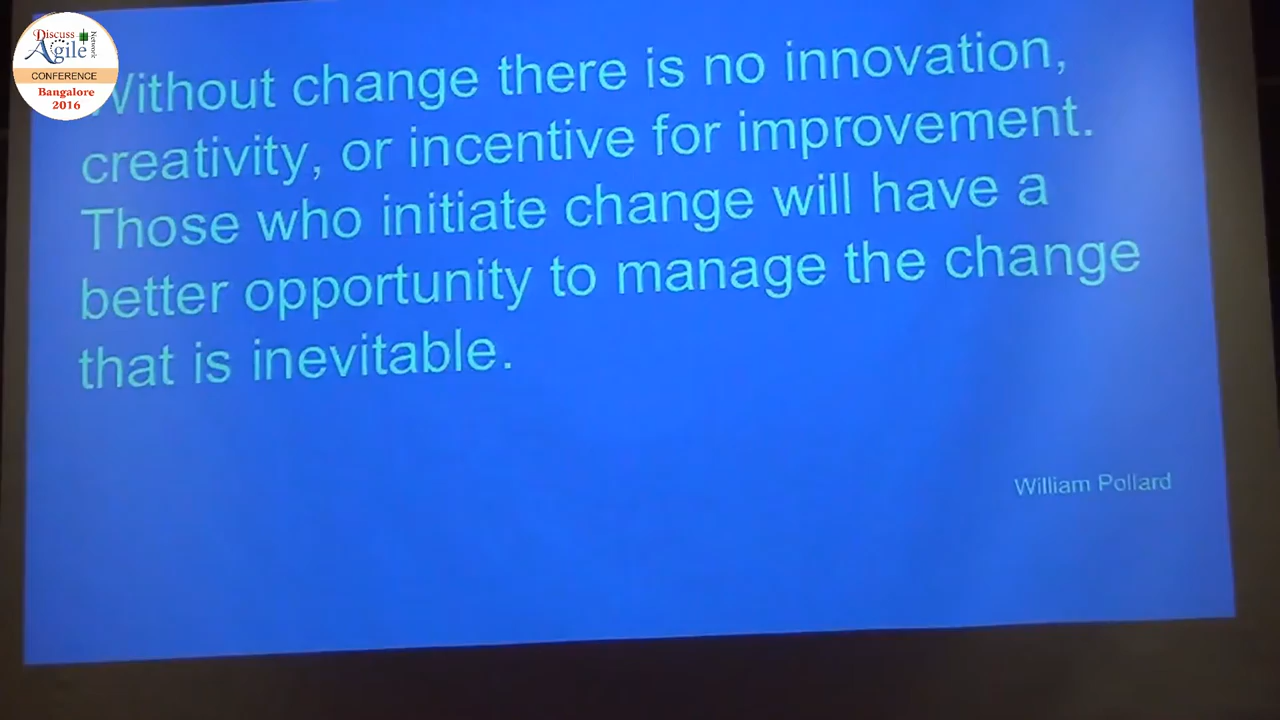 Discuss
Agile
Network
CONFERENCE
Bangalore
2016
Without change there is no innovation,
creativity, or incentive for improvement.
Those who initiate change will have a
better opportunity to manage the change
that is inevitable.
William Pollard